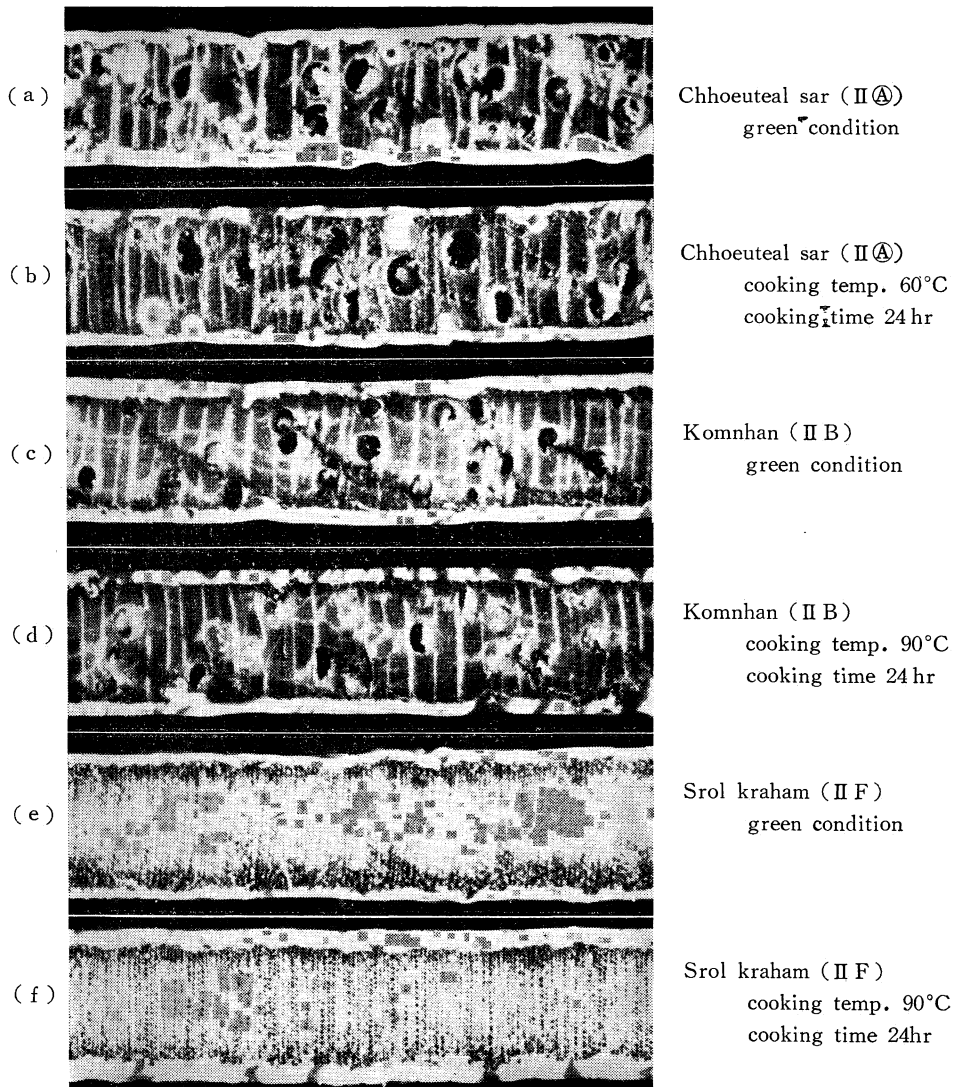 (a)
Chhoeuteal sar (ⅡⒶ)
green condition
(b)
Chhoeuteal sar (ⅡⒶ)
cooking temp. 60°C
cooking time 24 hr
(c)
Komnhan (Ⅱ B)
green condition
(d)
Komnhan (Ⅱ B)
cooking temp. 90°C
cooking time 24 hr
(e)
Srol kraham (Ⅱ F)
green condition
(f)
Srol kraham (Ⅱ F)
cooking temp. 90°C
cooking time 24hr